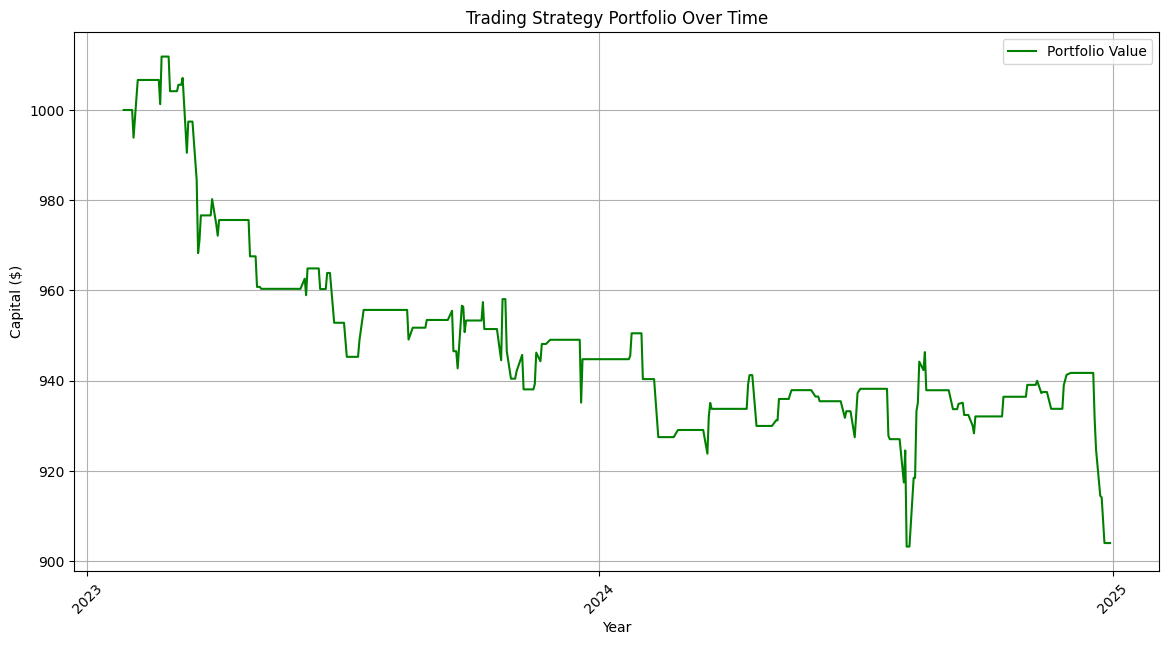 Trading Strategy Portfolio Over Time
Portfolio Value
Capital ($)
1000
980
960
940
920
900
2023
2024
2025
Year